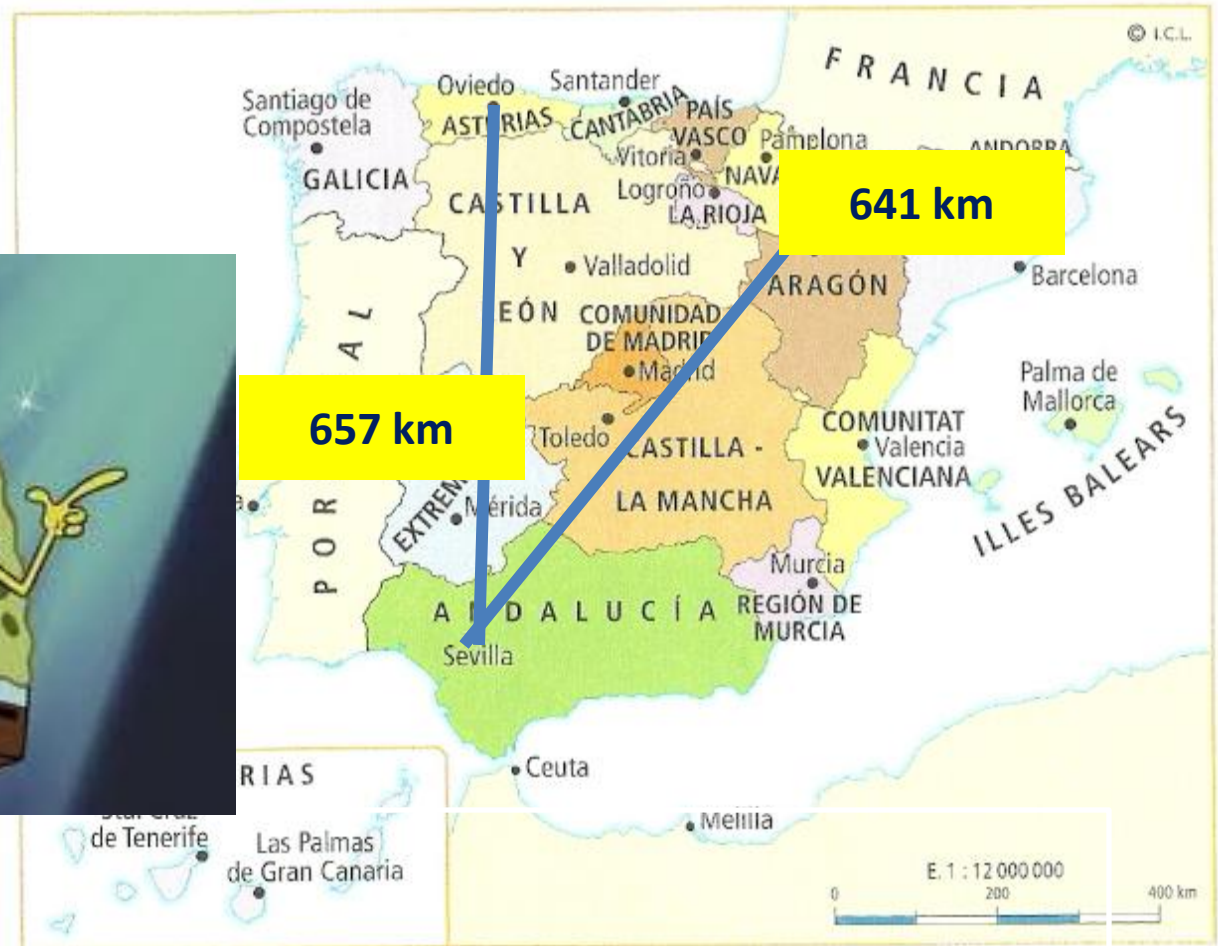 © I.C.L.
FRANCIA
Oviedo
Santander
Santiago de
Compostela
ASTURIAS
CANTABRIA
PAÍS
VASCO
Pamplona
ANDORRA
Vitoria
GALICIA
Logroño
LA RIOJA
641 km
CASTILLA
Y
Valladolid
ARAGÓN
Barcelona
COMUNIDAD
DE MADRID
Madrid
Palma de
Mallorca
657 km
Toledo
COMUNITAT
Valencia
VALENCIANA
CASTILLA -
LA MANCHA
ILLES BALEARS
Mérida
Murcia
REGIÓN DE
MURCIA
ANDALUCÍA
Sevilla
Ceuta
Melilla
de Tenerife
Las Palmas
de Gran Canaria
E. 1 : 12 000 000
0 200 400 km